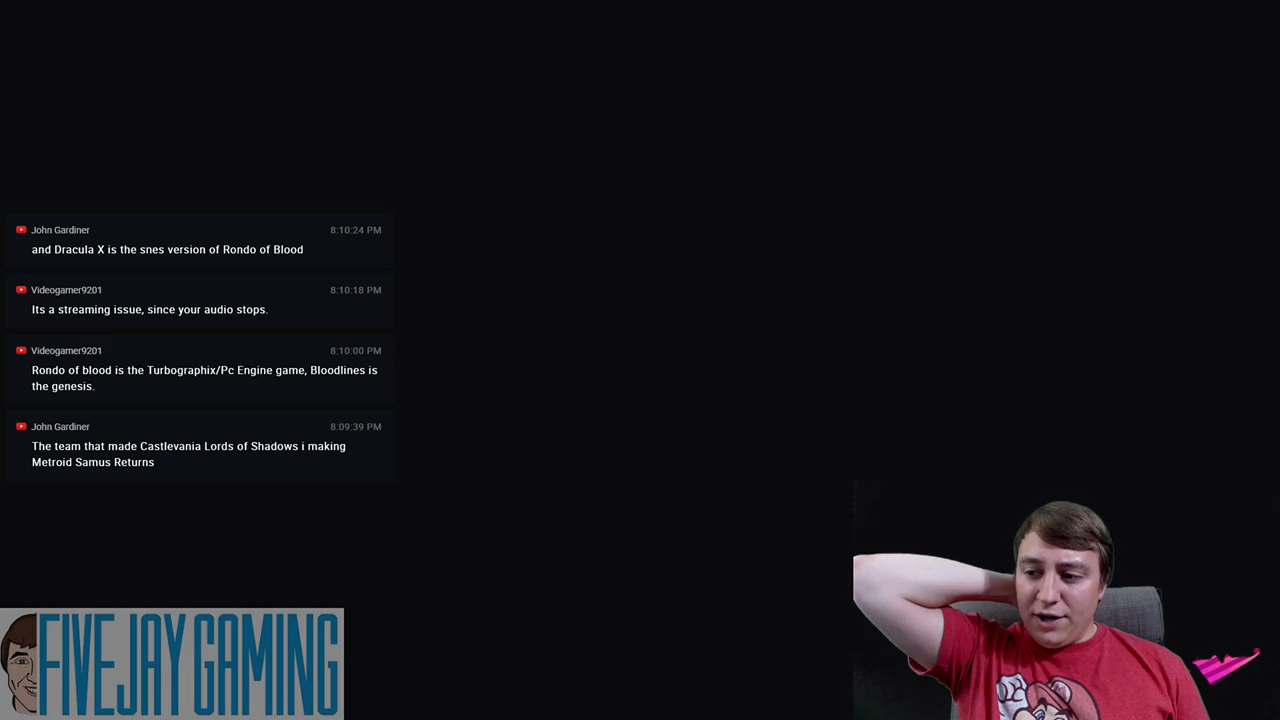 John Gardiner 8:10:24 PM
and Dracula X is the snes version of Rondo of Blood
Videogamer9201 8:10:18 PM
Its a streaming issue, since your audio stops.
Videogamer9201 8:10:00 PM
Rondo of blood is the Turbographix/Pc Engine game, Bloodlines is
the genesis.
John Gardiner 8:09:39 PM
The team that made Castlevania Lords of Shadows i making
Metroid Samus Returns
FIVEJAYGAMING